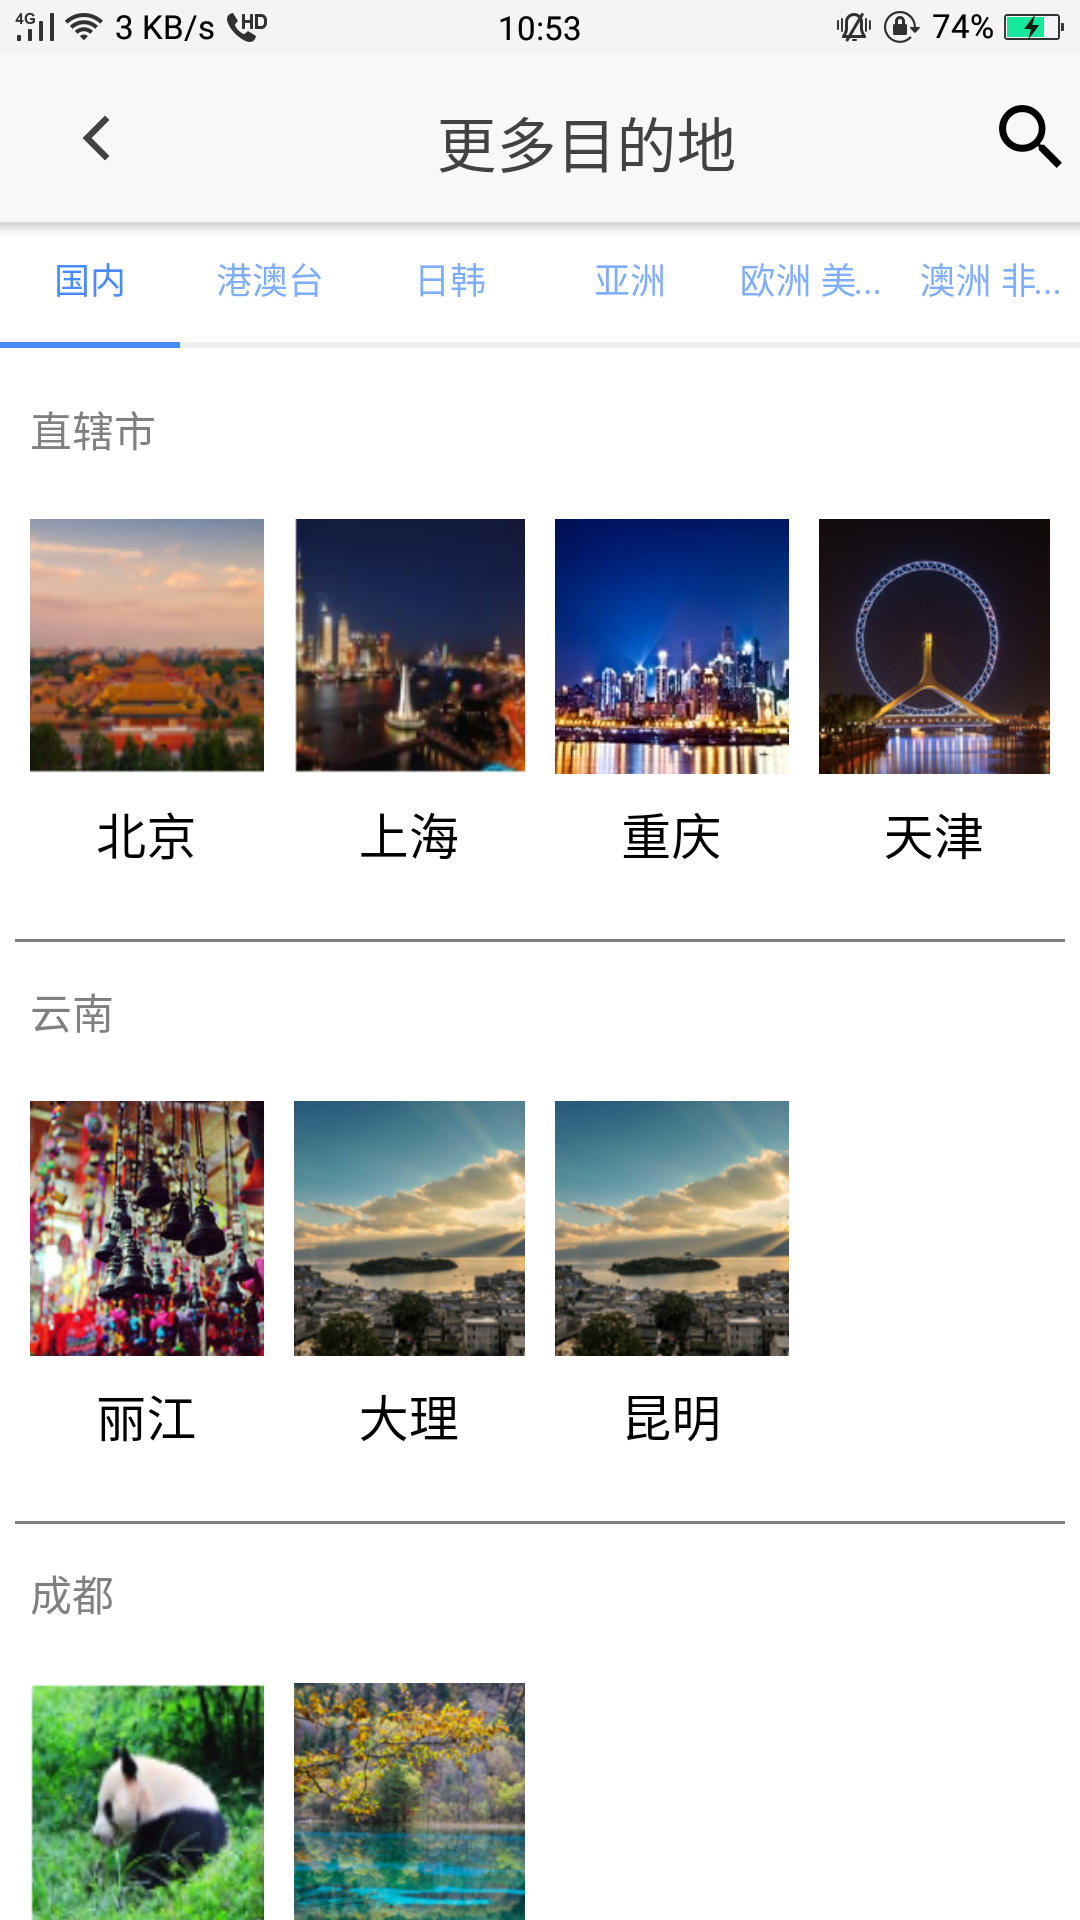 4G 3 KB/s HD 10:53 74%
更多目的地
国内 港澳台 日韩 亚洲 欧洲 美... 澳洲 非...
直辖市
北京 上海 重庆 天津
云南
丽江 大理 昆明
成都